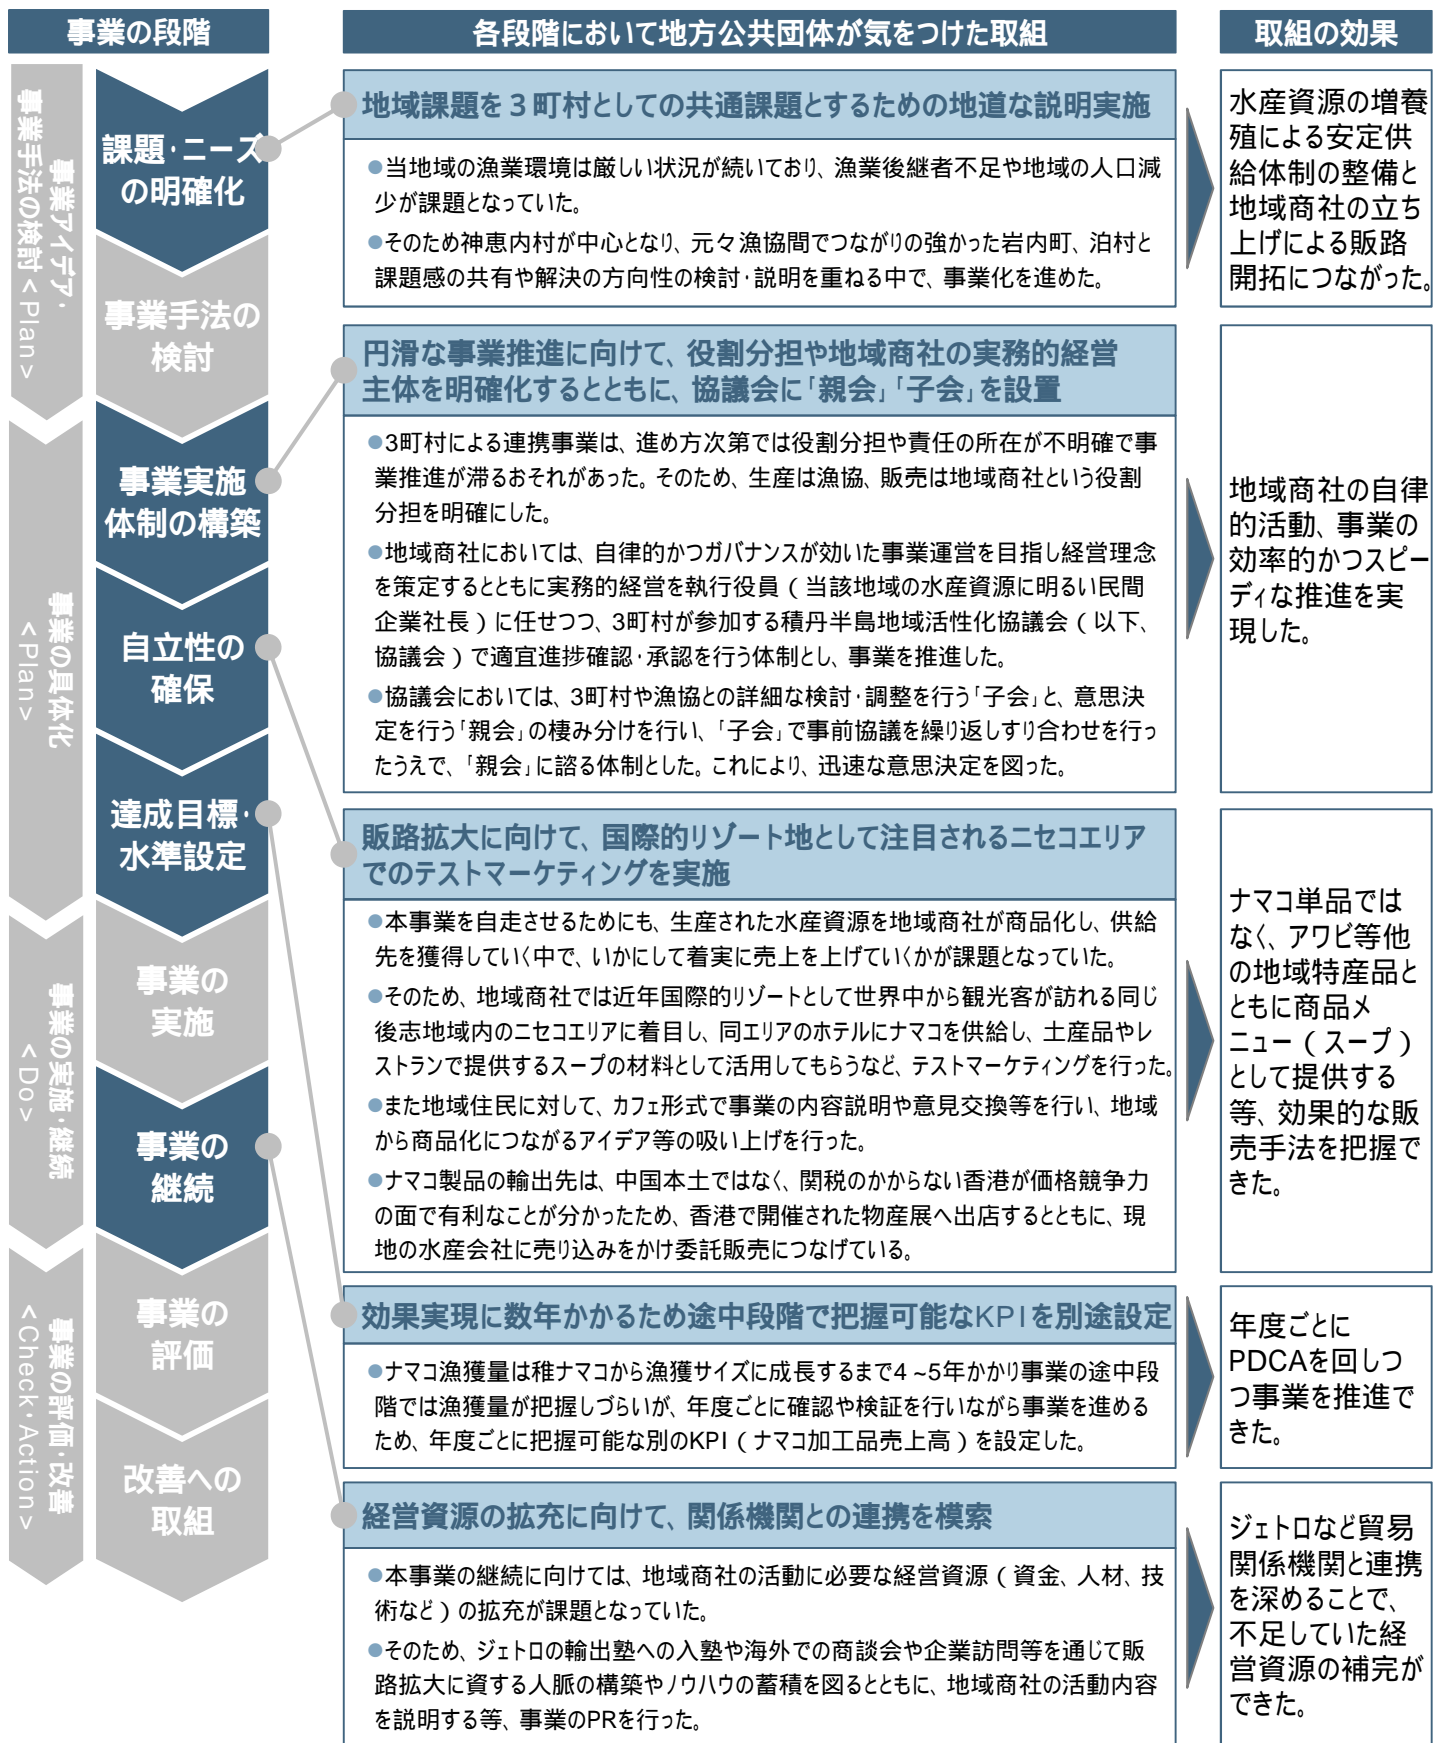 事業の段階
各段階において地方公共団体が気をつけた取組
取組の効果
事業アイデア・
事業手法の検討<Plan>
事業の具体化
<Plan>
事業の実施・継続
<Do>
事業の評価・改善
<Check・Action>
課題・ニーズ
の明確化
事業手法の
検討
事業実施
体制の構築
自立性の
確保
達成目標・
水準設定
事業の
実施
事業の
継続
事業の
評価
改善への
取組
地域課題を3町村としての共通課題とするための地道な説明実施
●当地域の漁業環境は厳しい状況が続いており、漁業後継者不足や地域の人口減
少が課題となっていた。
●そのため神恵内村が中心となり、元々漁協間でつながりの強かった岩内町、泊村と
課題感の共有や解決の方向性の検討・説明を重ねる中で、事業化を進めた。
水産資源の増養
殖による安定供
給体制の整備と
地域商社の立ち
上げによる販路
開拓につながった。
円滑な事業推進に向けて、役割分担や地域商社の実務的経営
主体を明確化するとともに、協議会に「親会」「子会」を設置
●3町村による連携事業は、進め方次第では役割分担や責任の所在が不明確で事
業推進が滞るおそれがあった。そのため、生産は漁協、販売は地域商社という役割
分担を明確にした。
●地域商社においては、自律的かつガバナンスが効いた事業運営を目指し経営理念
を策定するとともに実務的経営を執行役員（当該地域の水産資源に明るい民間
企業社長）に任せつつ、3町村が参加する積丹半島地域活性化協議会（以下、
協議会）で適宜進捗確認・承認を行う体制とし、事業を推進した。
●協議会においては、3町村や漁協との詳細な検討・調整を行う「子会」と、意思決
定を行う「親会」の棲み分けを行い、「子会」で事前協議を繰り返しすり合わせを行っ
たうえで、「親会」に諮る体制とした。これにより、迅速な意思決定を図った。
地域商社の自律
的活動、事業の
効率的かつスピー
ディな推進を実
現した。
販路拡大に向けて、国際的リゾート地として注目されるニセコエリア
でのテストマーケティングを実施
●本事業を自走させるためにも、生産された水産資源を地域商社が商品化し、供給
先を獲得していく中で、いかにして着実に売上を上げていくかが課題となっていた。
●そのため、地域商社では近年国際的リゾートとして世界中から観光客が訪れる同じ
後志地域内のニセコエリアに着目し、同エリアのホテルにナマコを供給し、土産品やレ
ストランで提供するスープの材料として活用してもらうなど、テストマーケティングを行った。
●また地域住民に対して、カフェ形式で事業の内容説明や意見交換等を行い、地域
から商品化につながるアイデア等の吸い上げを行った。
●ナマコ製品の輸出先は、中国本土ではなく、関税のかからない香港が価格競争力
の面で有利なことが分かったため、香港で開催された物産展へ出店するとともに、現
地の水産会社に売り込みをかけ委託販売につなげている。
ナマコ単品では
なく、アワビ等他
の地域特産品と
ともに商品メ
ニュー（スープ）
として提供する
等、効果的な販
売手法を把握で
きた。
効果実現に数年かかるため途中段階で把握可能なKPIを別途設定
●ナマコ漁獲量は稚ナマコから漁獲サイズに成長するまで4~5年かかり事業の途中段
階では漁獲量が把握しづらいが、年度ごとに確認や検証を行いながら事業を進める
ため、年度ごとに把握可能な別のKPI（ナマコ加工品売上高）を設定した。
年度ごとに
PDCAを回しつ
つ事業を推進で
きた。
経営資源の拡充に向けて、関係機関との連携を模索
●本事業の継続に向けては、地域商社の活動に必要な経営資源（資金、人材、技
術など）の拡充が課題となっていた。
●そのため、ジェトロの輸出塾への入塾や海外での商談会や企業訪問等を通じて販
路拡大に資する人脈の構築やノウハウの蓄積を図るとともに、地域商社の活動内容
を説明する等、事業のPRを行った。
ジェトロなど貿易
関係機関と連携
を深めることで、
不足していた経
営資源の補完が
できた。